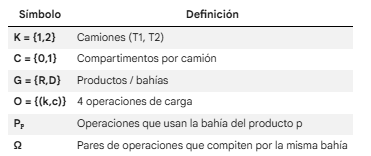 Símbolo Definición
K = {1,2} Camiones (T1, T2)
C = {0,1} Compartimentos por camión
G = {R,D} Productos / bahías
O = {(k,c)} 4 operaciones de carga
Pₚ Operaciones que usan la bahía del producto p
Ω Pares de operaciones que compiten por la misma bahía